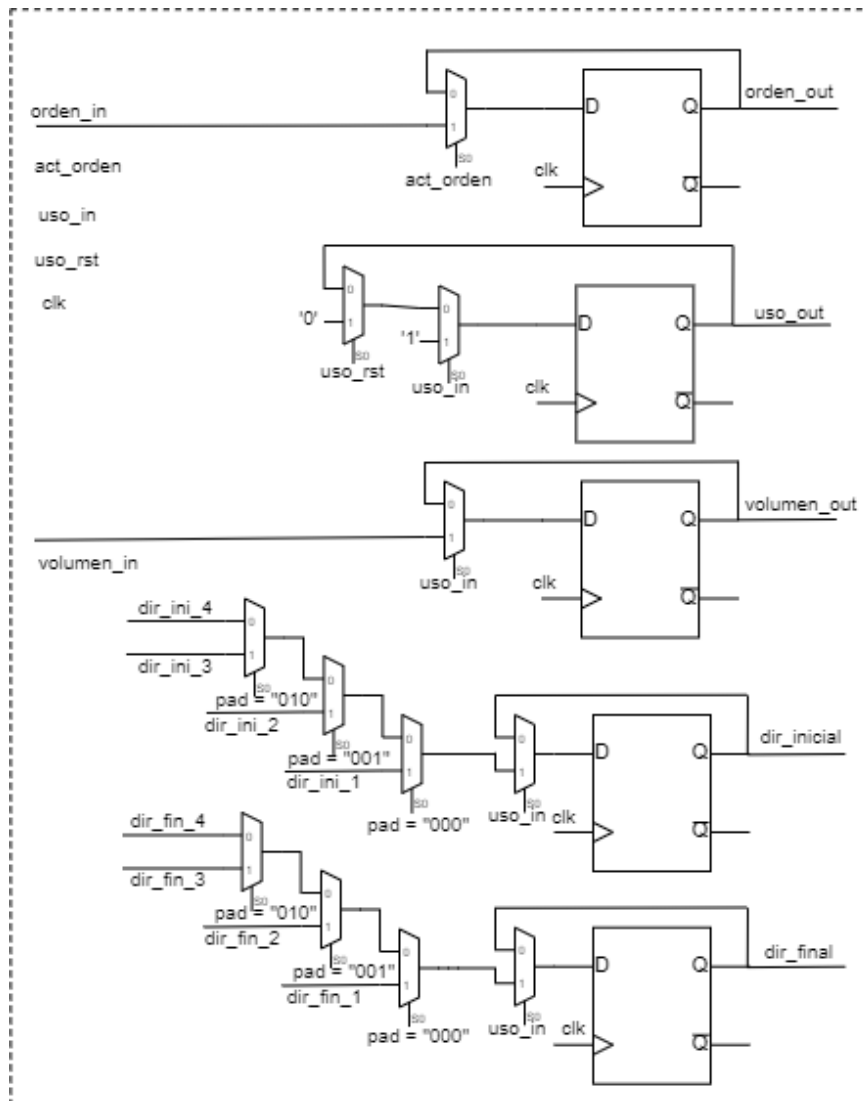 orden_in
act_orden
uso_in
uso_rst
clk
0
1
S0
act_orden
D
Q
Q
clk
orden_out
0
'0'
1
S0
uso_rst
0
'1'
1
S0
uso_in
D
Q
Q
clk
uso_out
volumen_in
0
1
S0
uso_in
D
Q
Q
clk
volumen_out
dir_ini_4
0
dir_ini_3
1
S0
pad = "010"
dir_ini_2
0
1
S0
pad = "001"
dir_ini_1
0
1
S0
pad = "000"
0
1
S0
uso_in
D
Q
Q
clk
dir_inicial
dir_fin_4
0
dir_fin_3
1
S0
pad = "010"
dir_fin_2
0
1
S0
pad = "001"
dir_fin_1
0
1
S0
pad = "000"
0
1
S0
uso_in
D
Q
Q
clk
dir_final